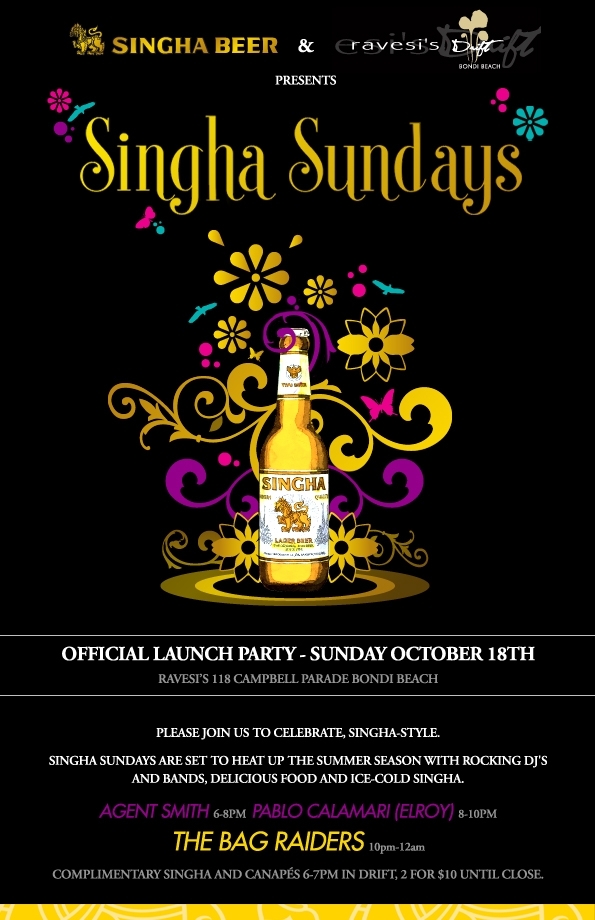 SINGHA BEER & ravesi's Drift
BONDI BEACH
PRESENTS
Singha Sundays
SINGHA
LAGER BEER
OFFICIAL LAUNCH PARTY - SUNDAY OCTOBER 18TH
RAVESI'S 118 CAMPBELL PARADE BONDI BEACH
PLEASE JOIN US TO CELEBRATE, SINGHA-STYLE.
SINGHA SUNDAYS ARE SET TO HEAT UP THE SUMMER SEASON WITH ROCKING DJ'S
AND BANDS, DELICIOUS FOOD AND ICE-COLD SINGHA.
AGENT SMITH 6-8PM PABLO CALAMARI (ELROY) 8-10PM
THE BAG RAIDERS 10pm-12am
COMPLIMENTARY SINGHA AND CANAPÉS 6-7PM IN DRIFT, 2 FOR $10 UNTIL CLOSE.